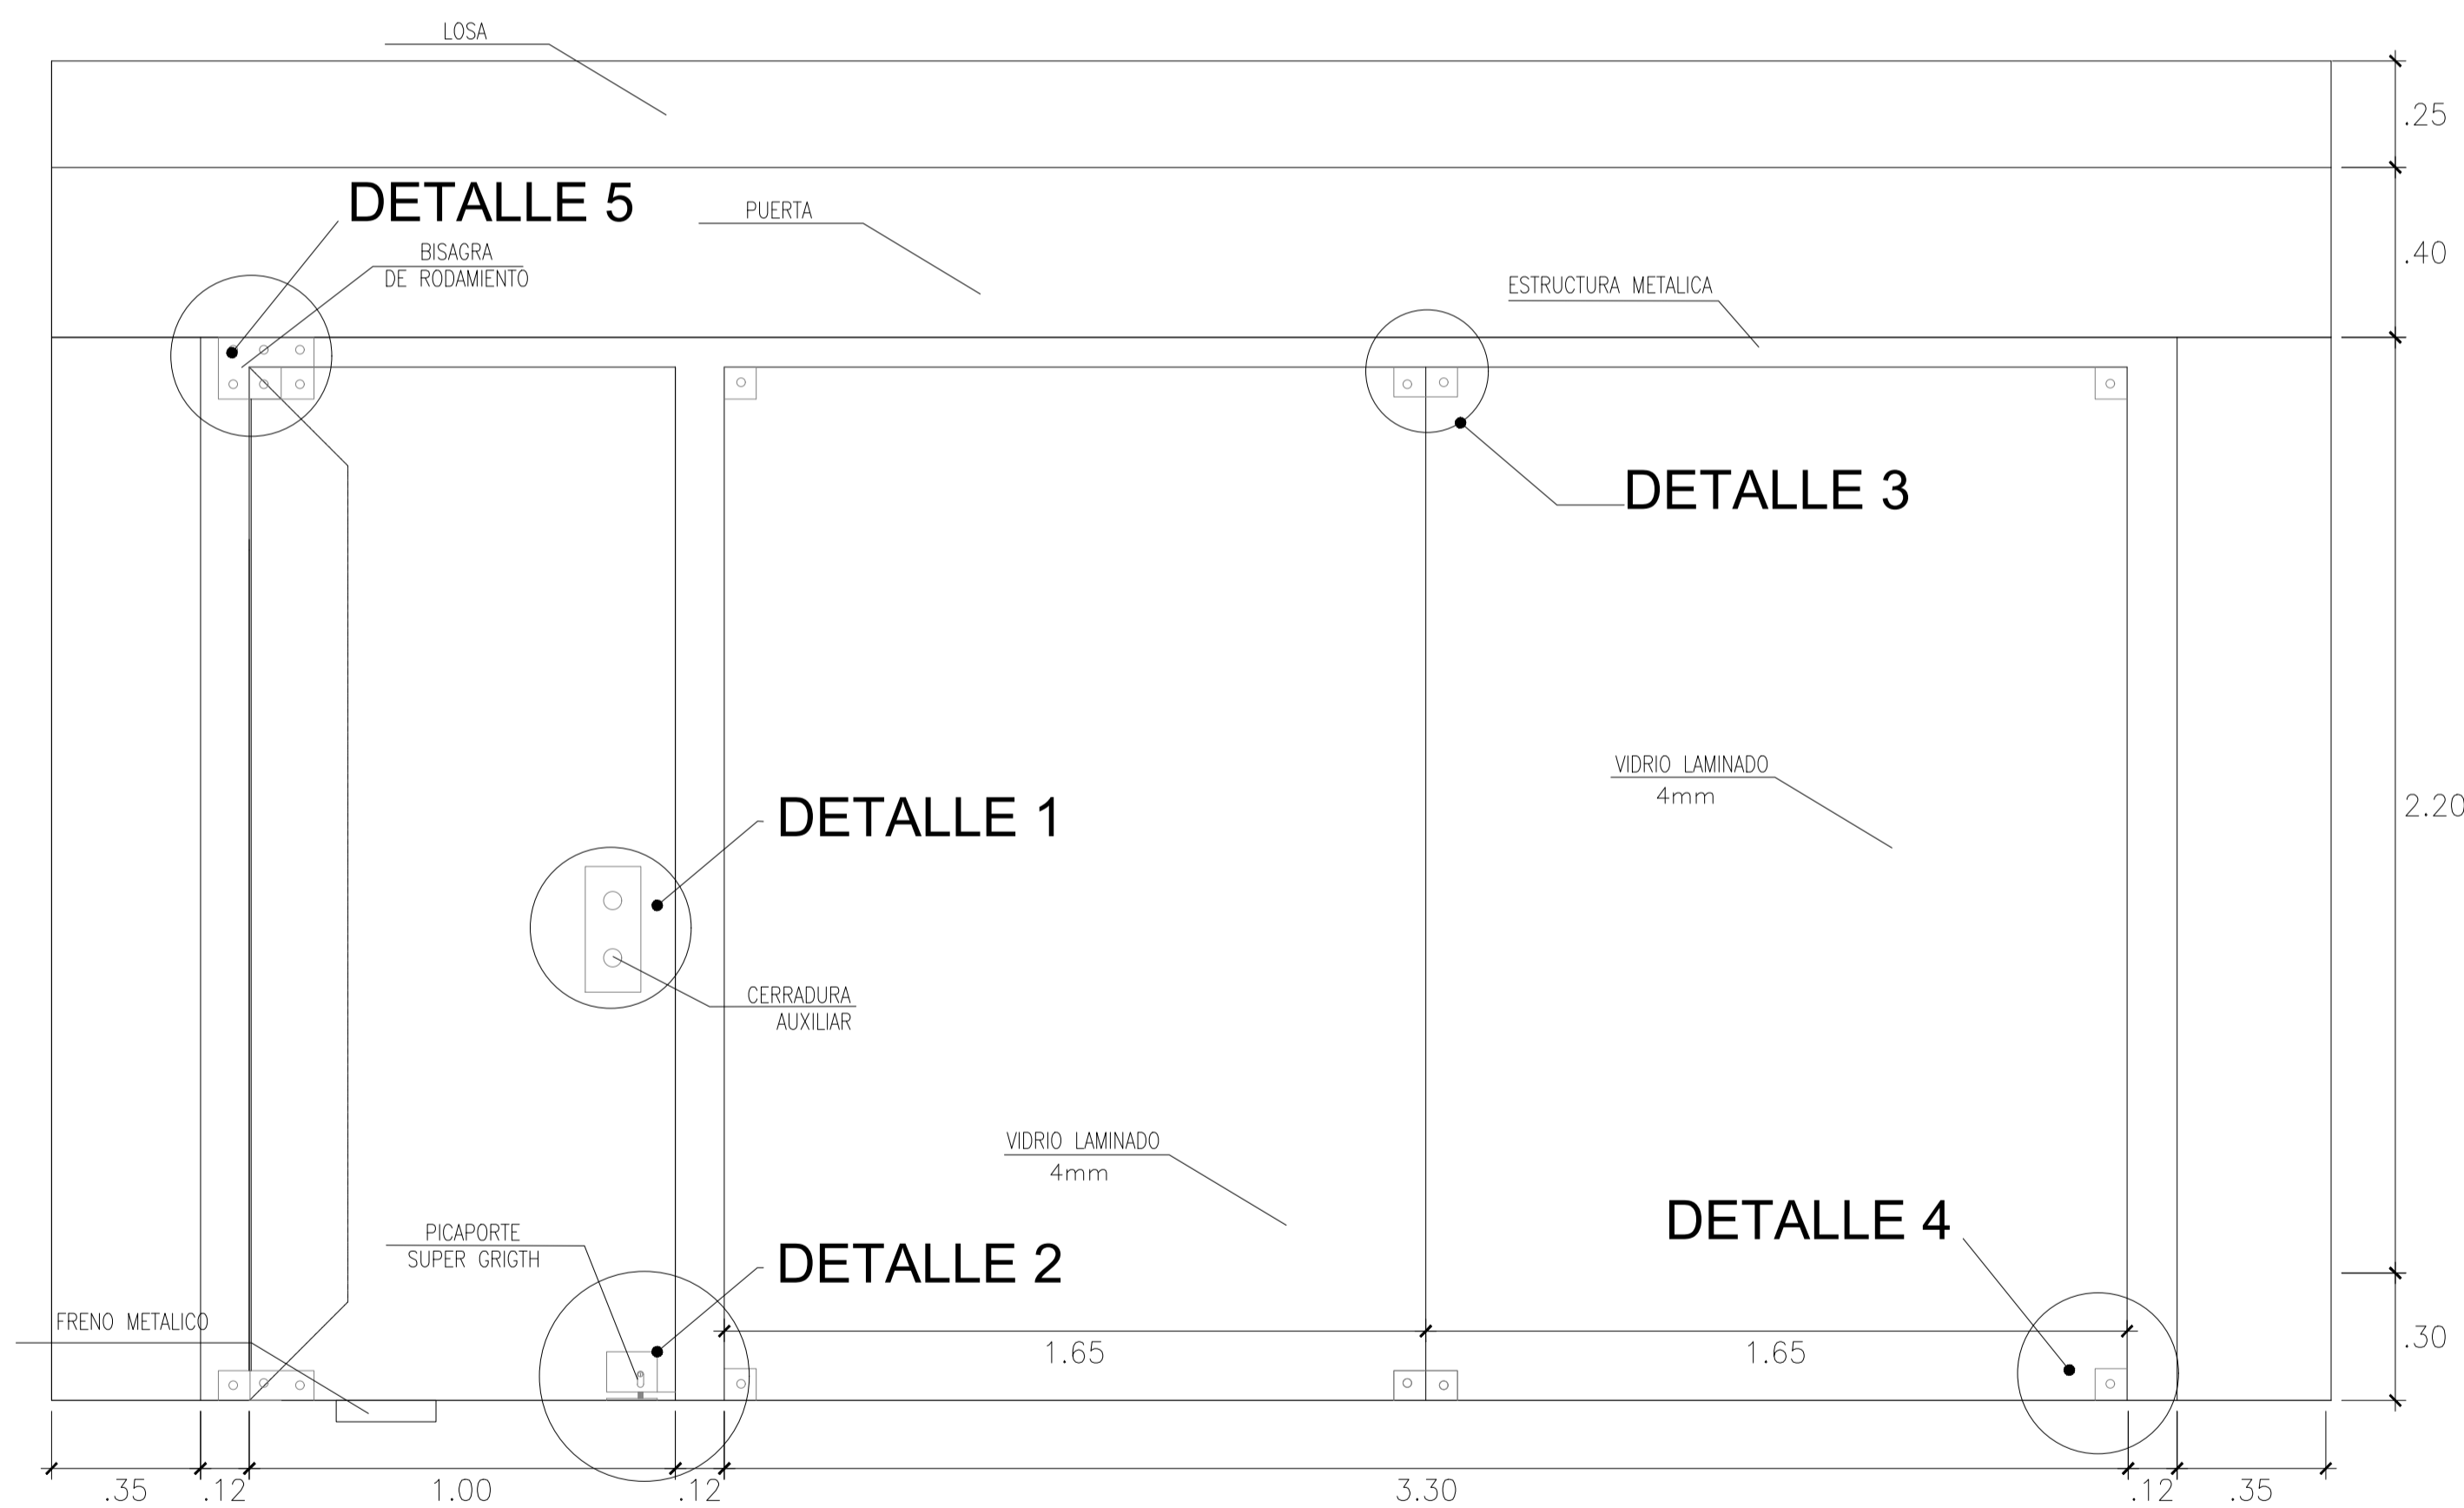 LOSA
.25
DETALLE 5
PUERTA
BISAGRA
DE RODAMIENTO
.40
ESTRUCTURA METALICA
DETALLE 3
VIDRIO LAMINADO
4mm
2.20
DETALLE 1
CERRADURA
AUXILIAR
VIDRIO LAMINADO
4mm
PICAPORTE
SUPER GRIGTH
DETALLE 2
DETALLE 4
FRENO METALICO
1.65
1.65
.30
.35
.12
1.00
.12
3.30
.12
.35